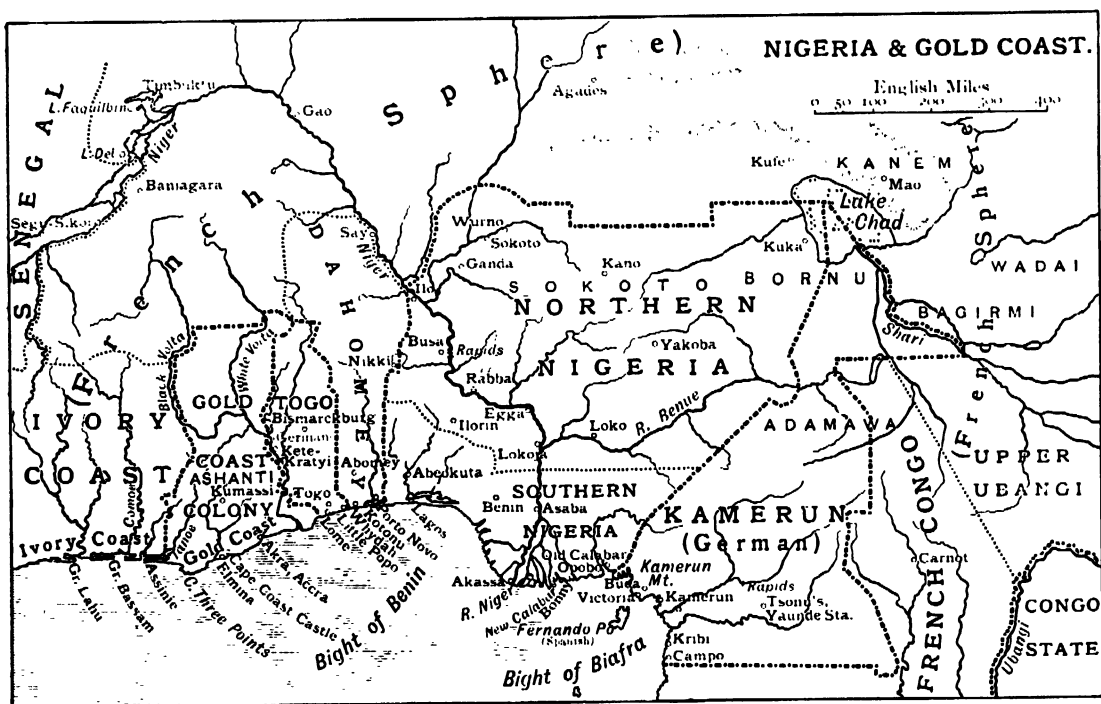 NIGERIA & GOLD COAST.
English Miles
0 50 100 200 300 400
(French Sphere)
SENEGAL
L. Faguibine
Timbuktu
Gao
Agades
Niger
Bamagara
KANEM
Mao
Lake Chad
Kuka
(French Sphere)
WADAI
BAGIRMI
Shari
Say
Niger
Ilo
DAHOMEY
Wurno
Sokoto
Ganda
Kano
SOKOTO
BORNU
NORTHERN
NIGERIA
Yakoba
Busa
Rapids
Nikki
Rabba
Egga
Ilorin
Loko
R. Benue
Lokoja
ADAMAWA
Black Volta
White Volta
IVORY
COAST
GOLD
COAST
ASHANTI
Kumassi
COLONY
TOGO
Bismarckburg
German
Kete-
Kratyi
Togo
Abomey
Abeokuta
Lagos
Porto Novo
Kotonu
Whydah
Little Popo
Lome
Benin
Asaba
SOUTHERN
NIGERIA
Old Calabar
Opobo
KAMERUN
(German)
UPPER
UBANGI
FRENCH CONGO
Carnot
CONGO
STATE
Ubangi
Ivory Coast
Gr. Lahu
Gr. Bassam
Assinie
Comoe
Tanoe
Gold Coast
C. Three Points
Elmina
Cape Coast Castle
Akra, Accra
Bight of Benin
Akassa
R. Niger
New Calabar
Bonny
Fernando Po
(Spanish)
Bight of Biafra
Buea
Victoria
Kamerun
Mt.
Kamerun
Rapids
Yaunde Sta.
Kribi
Campo